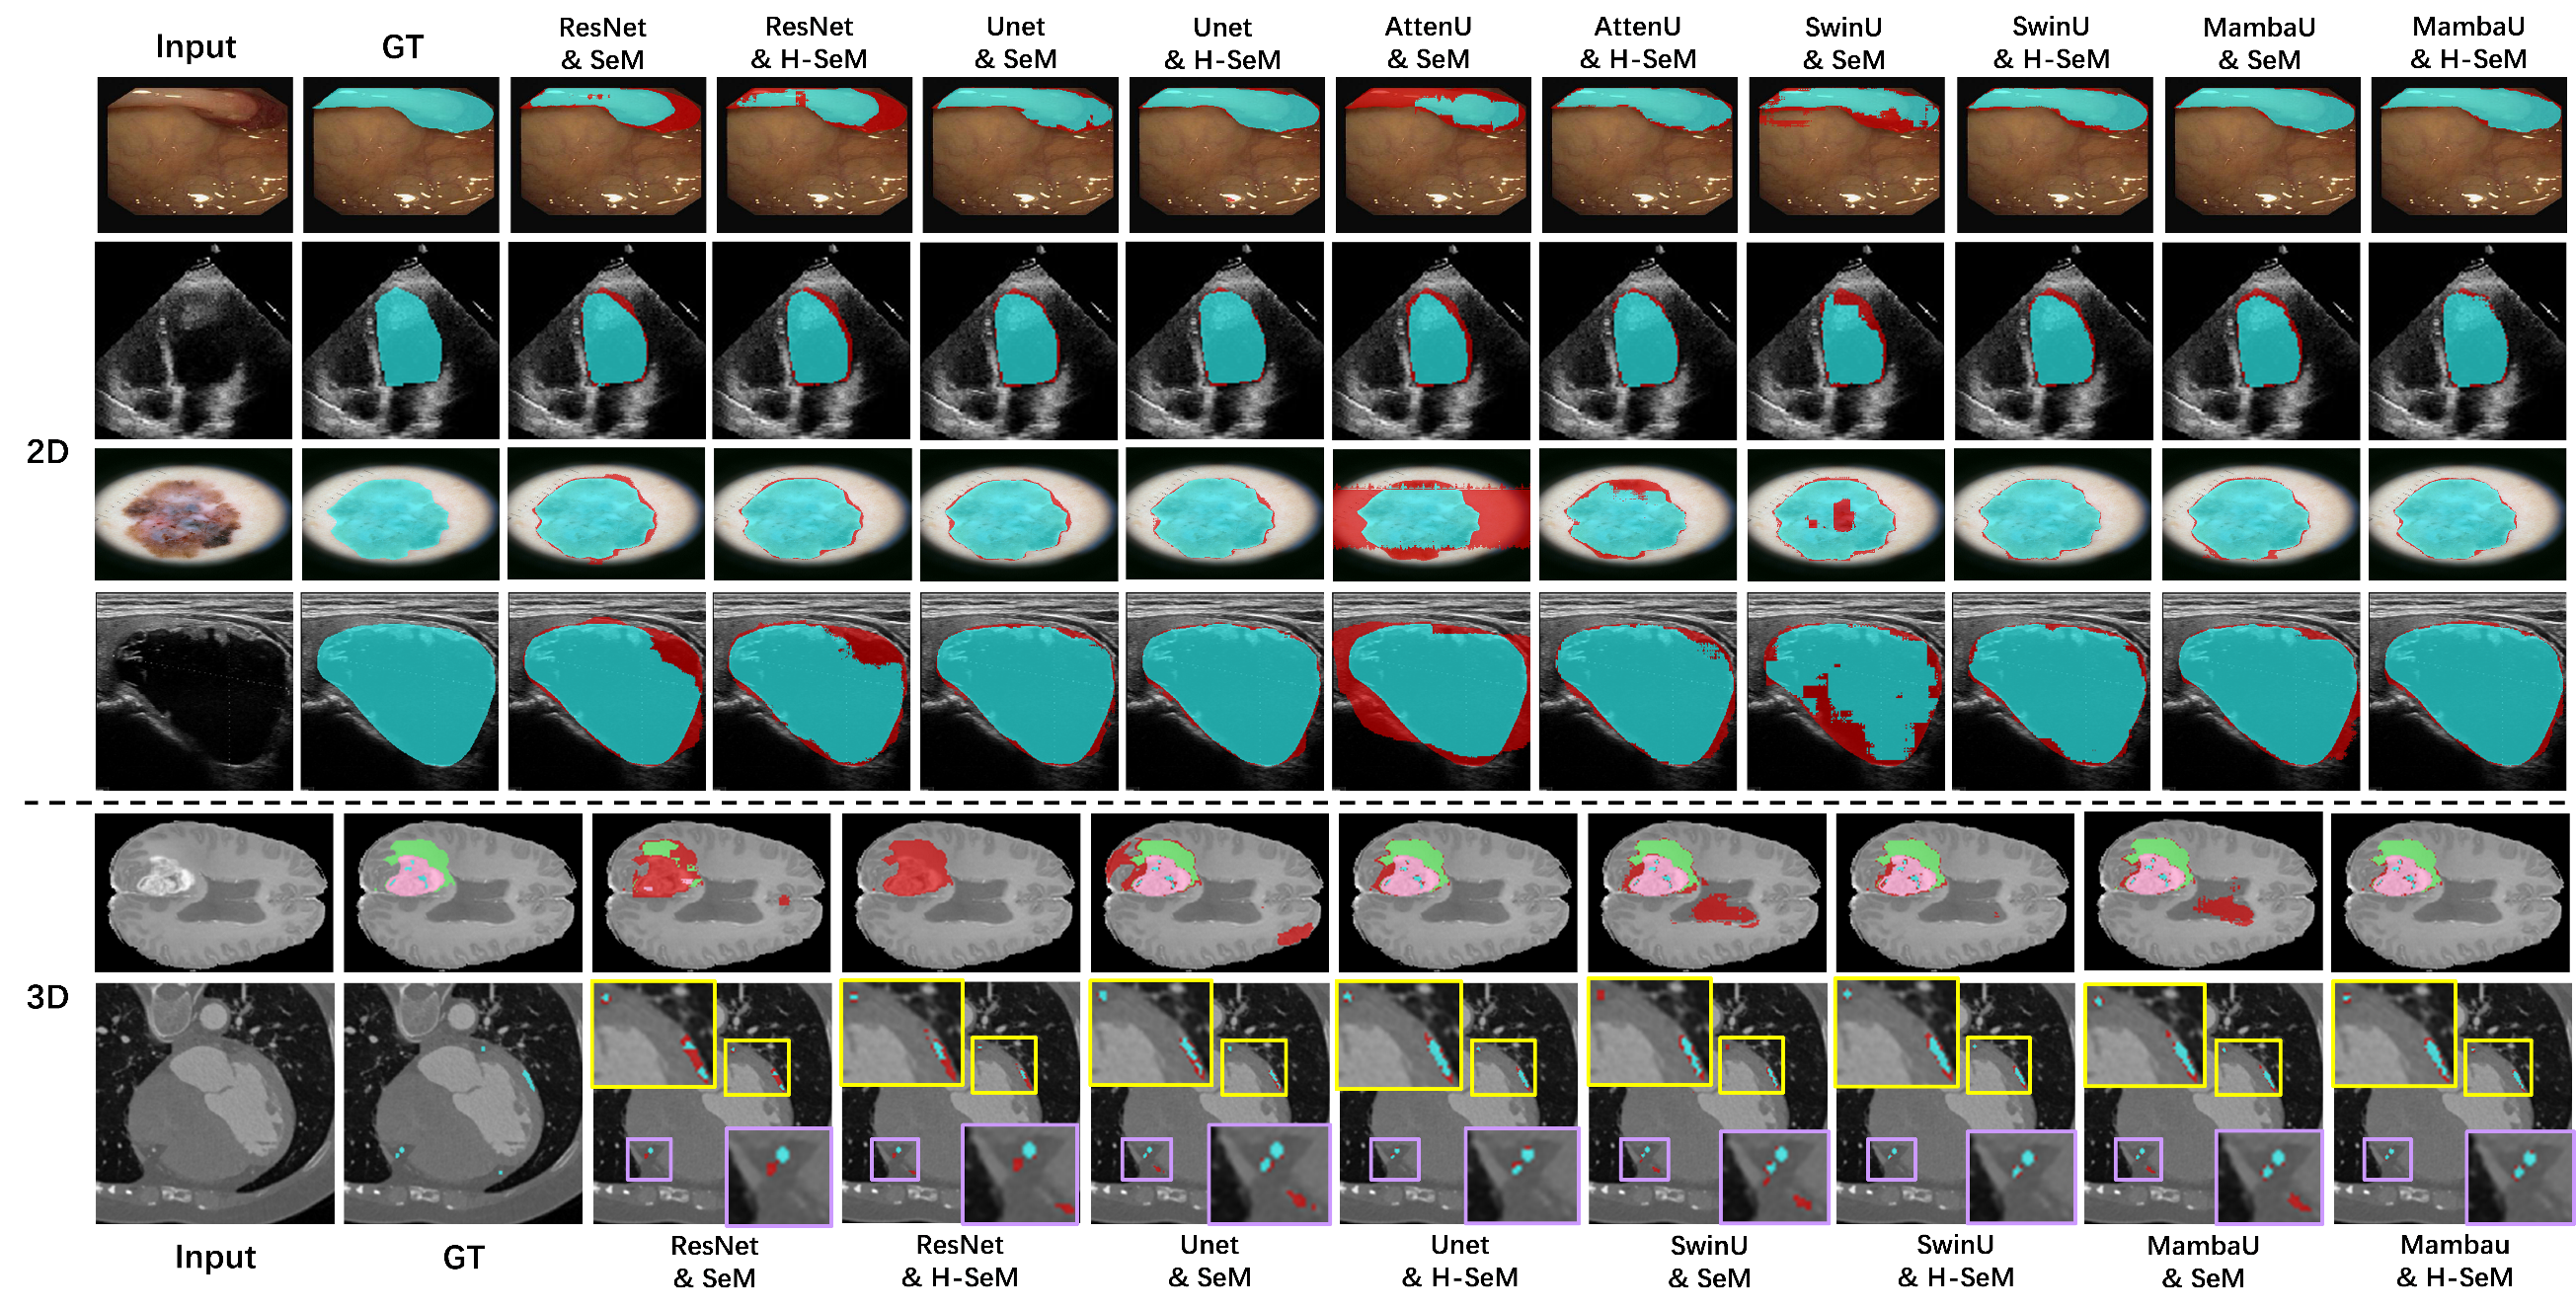 Input
GT
ResNet
& SeM
ResNet
& H-SeM
Unet
& SeM
Unet
& H-SeM
AttenU
& SeM
AttenU
& H-SeM
SwinU
& SeM
SwinU
& H-SeM
MambaU
& SeM
MambaU
& H-SeM
2D
3D
Input
GT
ResNet
& SeM
ResNet
& H-SeM
Unet
& SeM
Unet
& H-SeM
SwinU
& SeM
SwinU
& H-SeM
MambaU
& SeM
Mambau
& H-SeM